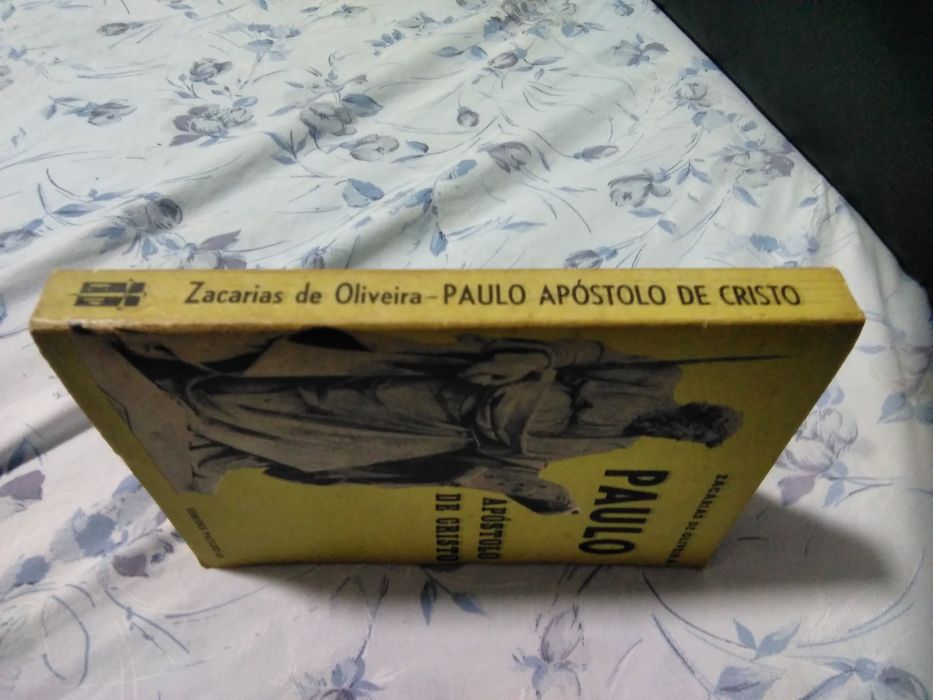 Zacarias de Oliveira - PAULO APÓSTOLO DE CRISTO
ZACARIAS DE OLIVEIRA
PAULO
APÓSTOLO
DE CRISTO